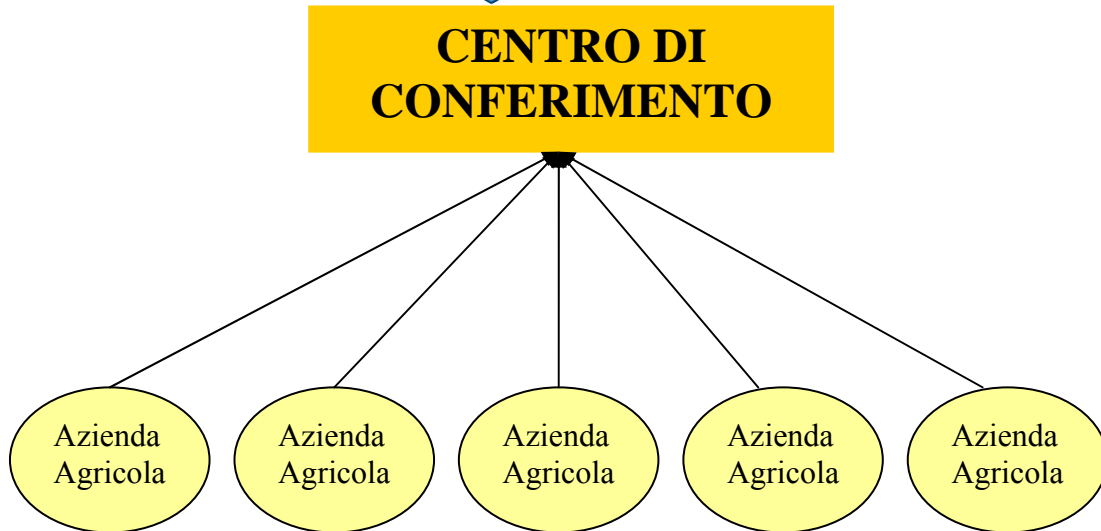 CENTRO DI
CONFERIMENTO
Azienda
Agricola
Azienda
Agricola
Azienda
Agricola
Azienda
Agricola
Azienda
Agricola